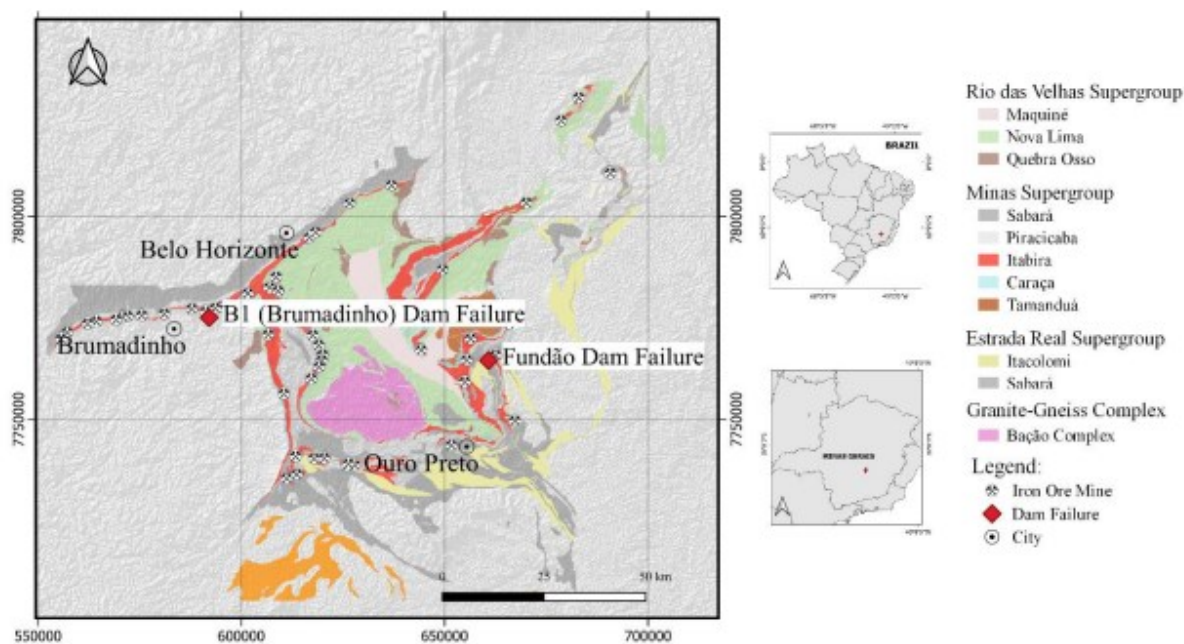 7800000
7750000
550000
600000
650000
700000
7800000
7750000
Belo Horizonte
B1 (Brumadinho) Dam Failure
Brumadinho
Fundão Dam Failure
Ouro Preto
0
25
50 km
BRAZIL
MINAS GERAIS
Rio das Velhas Supergroup
Maquiné
Nova Lima
Quebra Osso
Minas Supergroup
Sabará
Piracicaba
Itabira
Caraça
Tamanduá
Estrada Real Supergroup
Itacolomi
Sabará
Granite-Gneiss Complex
Bação Complex
Legend:
Iron Ore Mine
Dam Failure
City